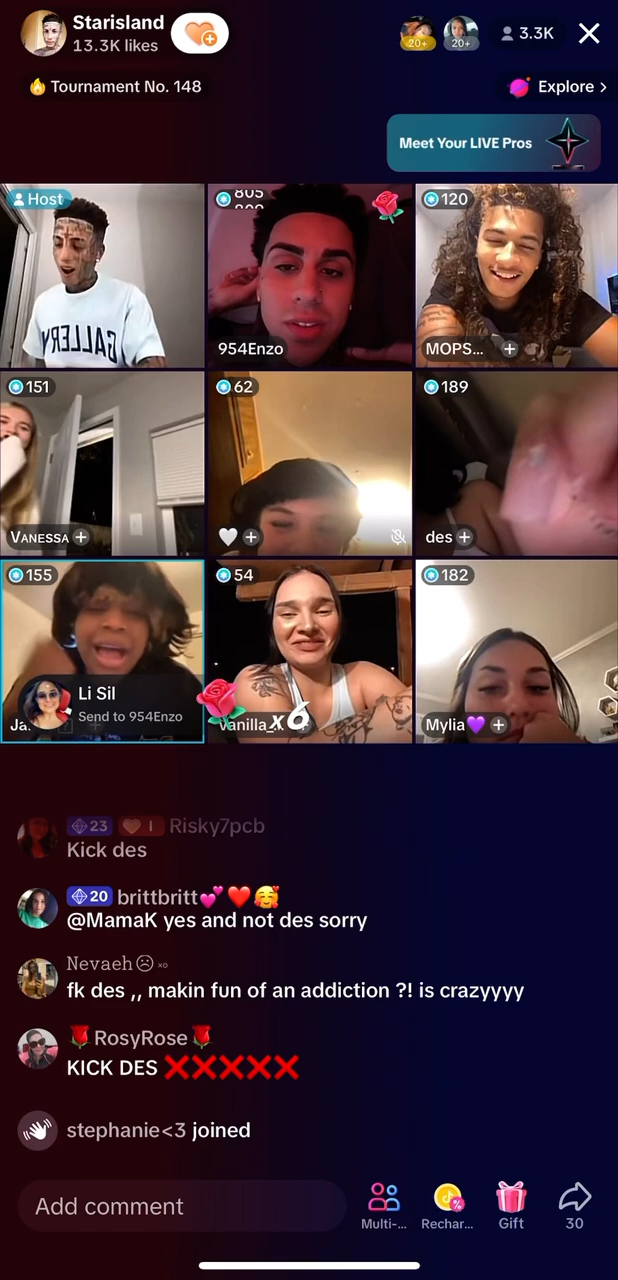 Starisland
13.3K likes
20+
20+
3.3K
Tournament No. 148
Explore >
Meet Your LIVE Pros
Host
GALLERY
805
954Enzo
120
MOPS...
151
VANESSA
62
189
des
155
Li Sil
Send to 954Enzo
Ja
54
vanilla_
x6
182
Mylia💜
23
I
Risky7pcb
Kick des
20
brittbritt💕❤️🥰
@MamaK yes and not des sorry
Nevaeh☹ ×○
fk des ,, makin fun of an addiction ?! is crazyyyy
🌹RosyRose🌹
KICK DES ❌❌❌❌❌
stephanie<3 joined
Add comment
Multi-...
Rechar...
Gift
30